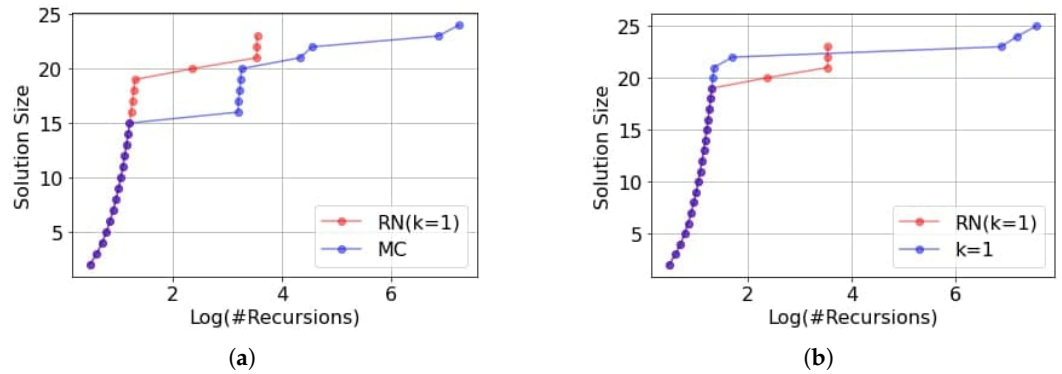 25
20
15
10
5
Solution Size
2
4
6
Log(#Recursions)
RN(k=1)
MC
(a)
25
20
15
10
5
Solution Size
2
4
6
Log(#Recursions)
RN(k=1)
k=1
(b)